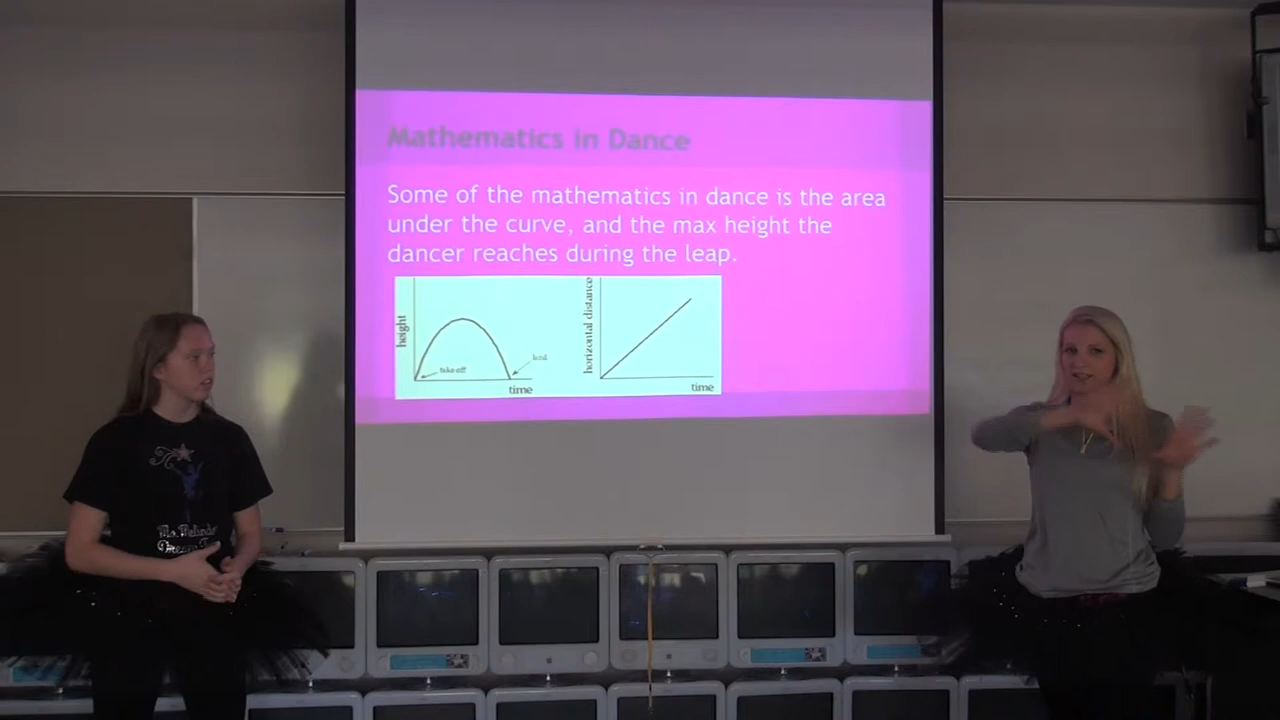 Mathematics in Dance
Some of the mathematics in dance is the area
under the curve, and the max height the
dancer reaches during the leap.
height
take off
land
time
horizontal distance
time